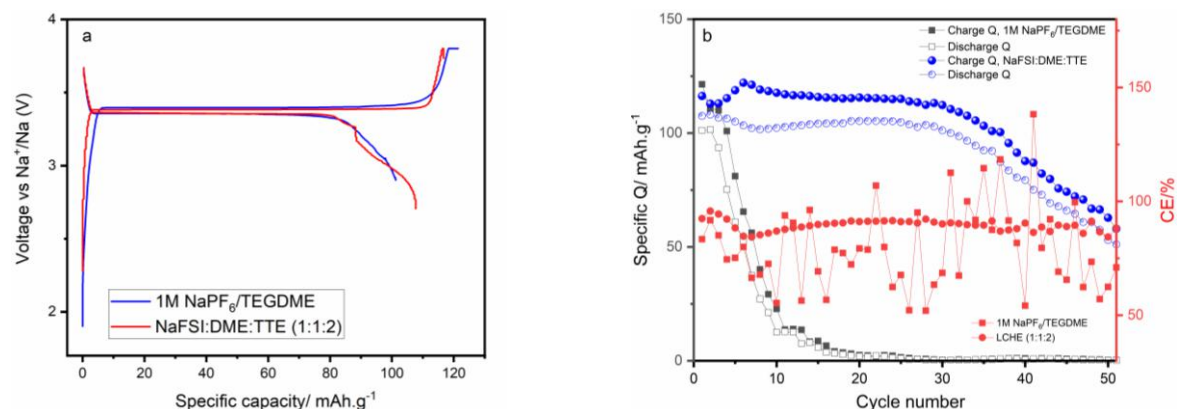 a
4
3
2
Voltage vs Na⁺/Na (V)
1M NaPF₆/TEGDME
NaFSI:DME:TTE (1:1:2)
0 20 40 60 80 100 120
Specific capacity/ mAh.g⁻¹
b
150
100
50
0
Specific Q/ mAh.g⁻¹
Charge Q, 1M NaPF₆/TEGDME
Discharge Q
Charge Q, NaFSI:DME:TTE
Discharge Q
150
100
50
CE/%
1M NaPF₆/TEGDME
LCHE (1:1:2)
0 10 20 30 40 50
Cycle number